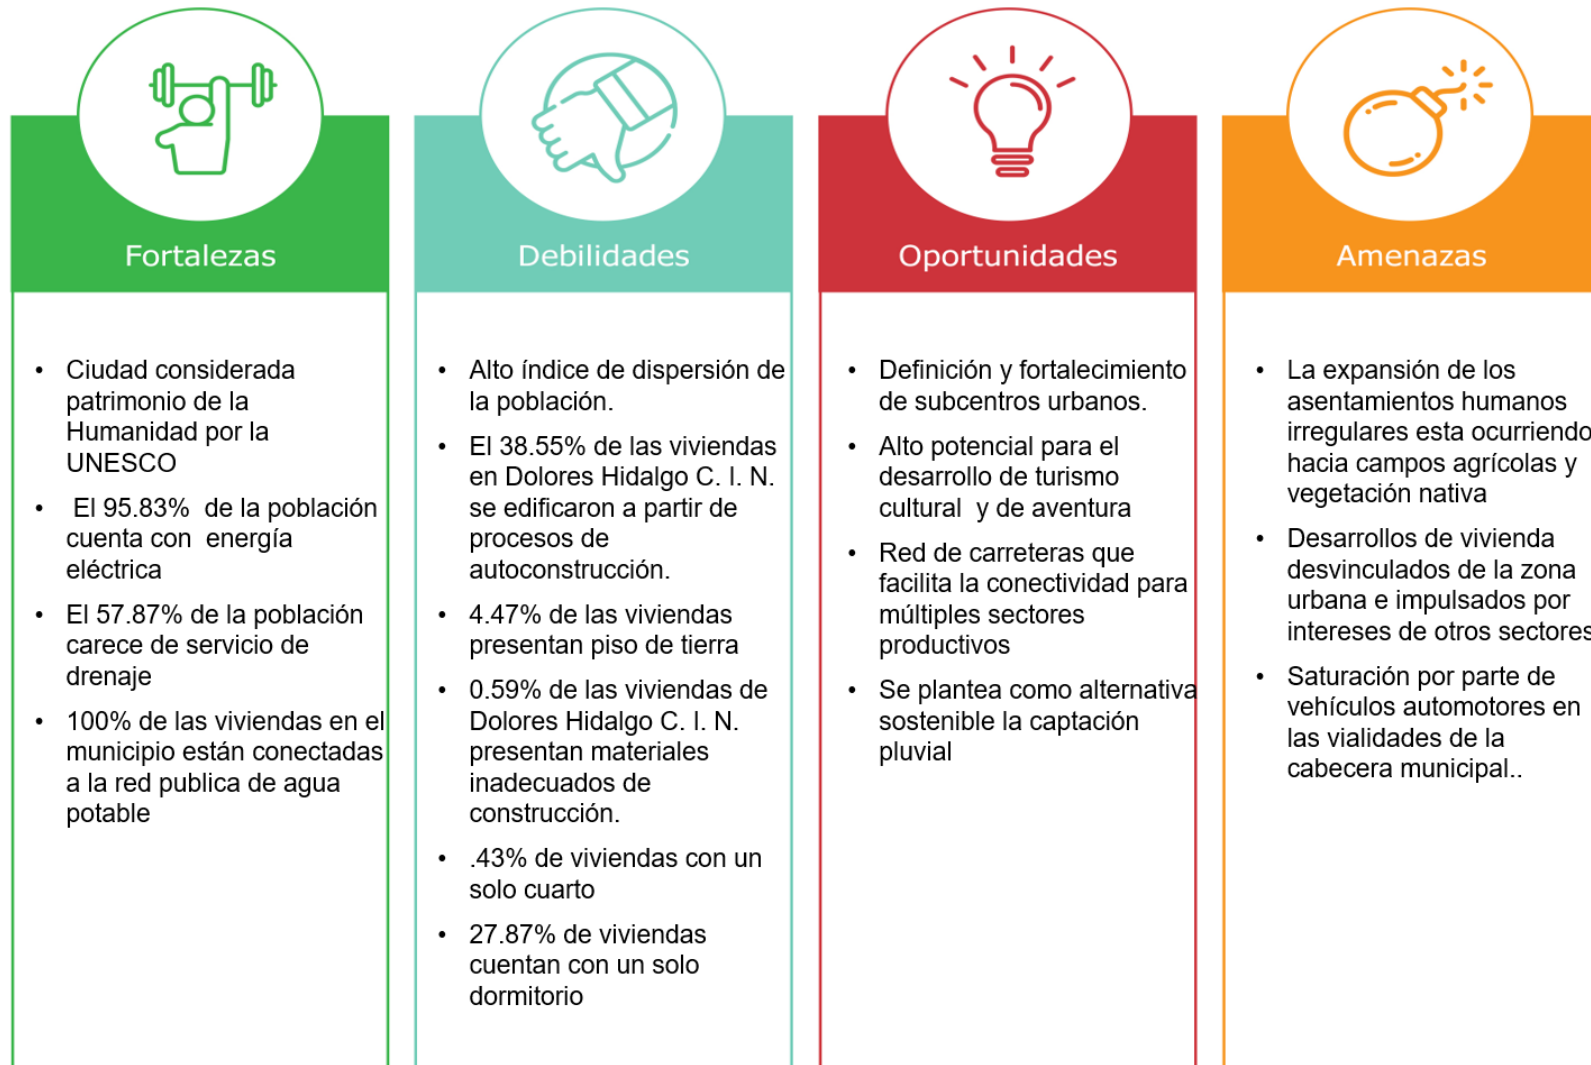 Fortalezas
• Ciudad considerada
patrimonio de la
Humanidad por la
UNESCO
• El 95.83% de la población
cuenta con energía
eléctrica
• El 57.87% de la población
carece de servicio de
drenaje
• 100% de las viviendas en el
municipio están conectadas
a la red publica de agua
potable
Debilidades
• Alto índice de dispersión de
la población.
• El 38.55% de las viviendas
en Dolores Hidalgo C. I. N.
se edificaron a partir de
procesos de
autoconstrucción.
• 4.47% de las viviendas
presentan piso de tierra
• 0.59% de las viviendas de
Dolores Hidalgo C. I. N.
presentan materiales
inadecuados de
construcción.
• .43% de viviendas con un
solo cuarto
• 27.87% de viviendas
cuentan con un solo
dormitorio
Oportunidades
• Definición y fortalecimiento
de subcentros urbanos.
• Alto potencial para el
desarrollo de turismo
cultural y de aventura
• Red de carreteras que
facilita la conectividad para
múltiples sectores
productivos
• Se plantea como alternativa
sostenible la captación
pluvial
Amenazas
• La expansión de los
asentamientos humanos
irregulares esta ocurriendo
hacia campos agrícolas y
vegetación nativa
• Desarrollos de vivienda
desvinculados de la zona
urbana e impulsados por
intereses de otros sectores
• Saturación por parte de
vehículos automotores en
las vialidades de la
cabecera municipal..